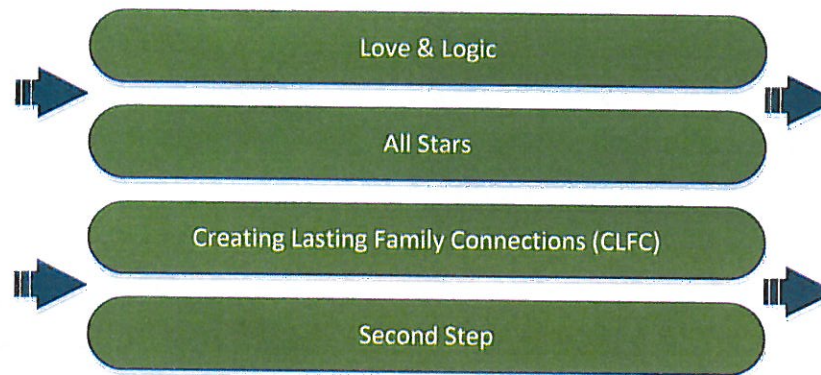 Love & Logic
All Stars
Creating Lasting Family Connections (CLFC)
Second Step